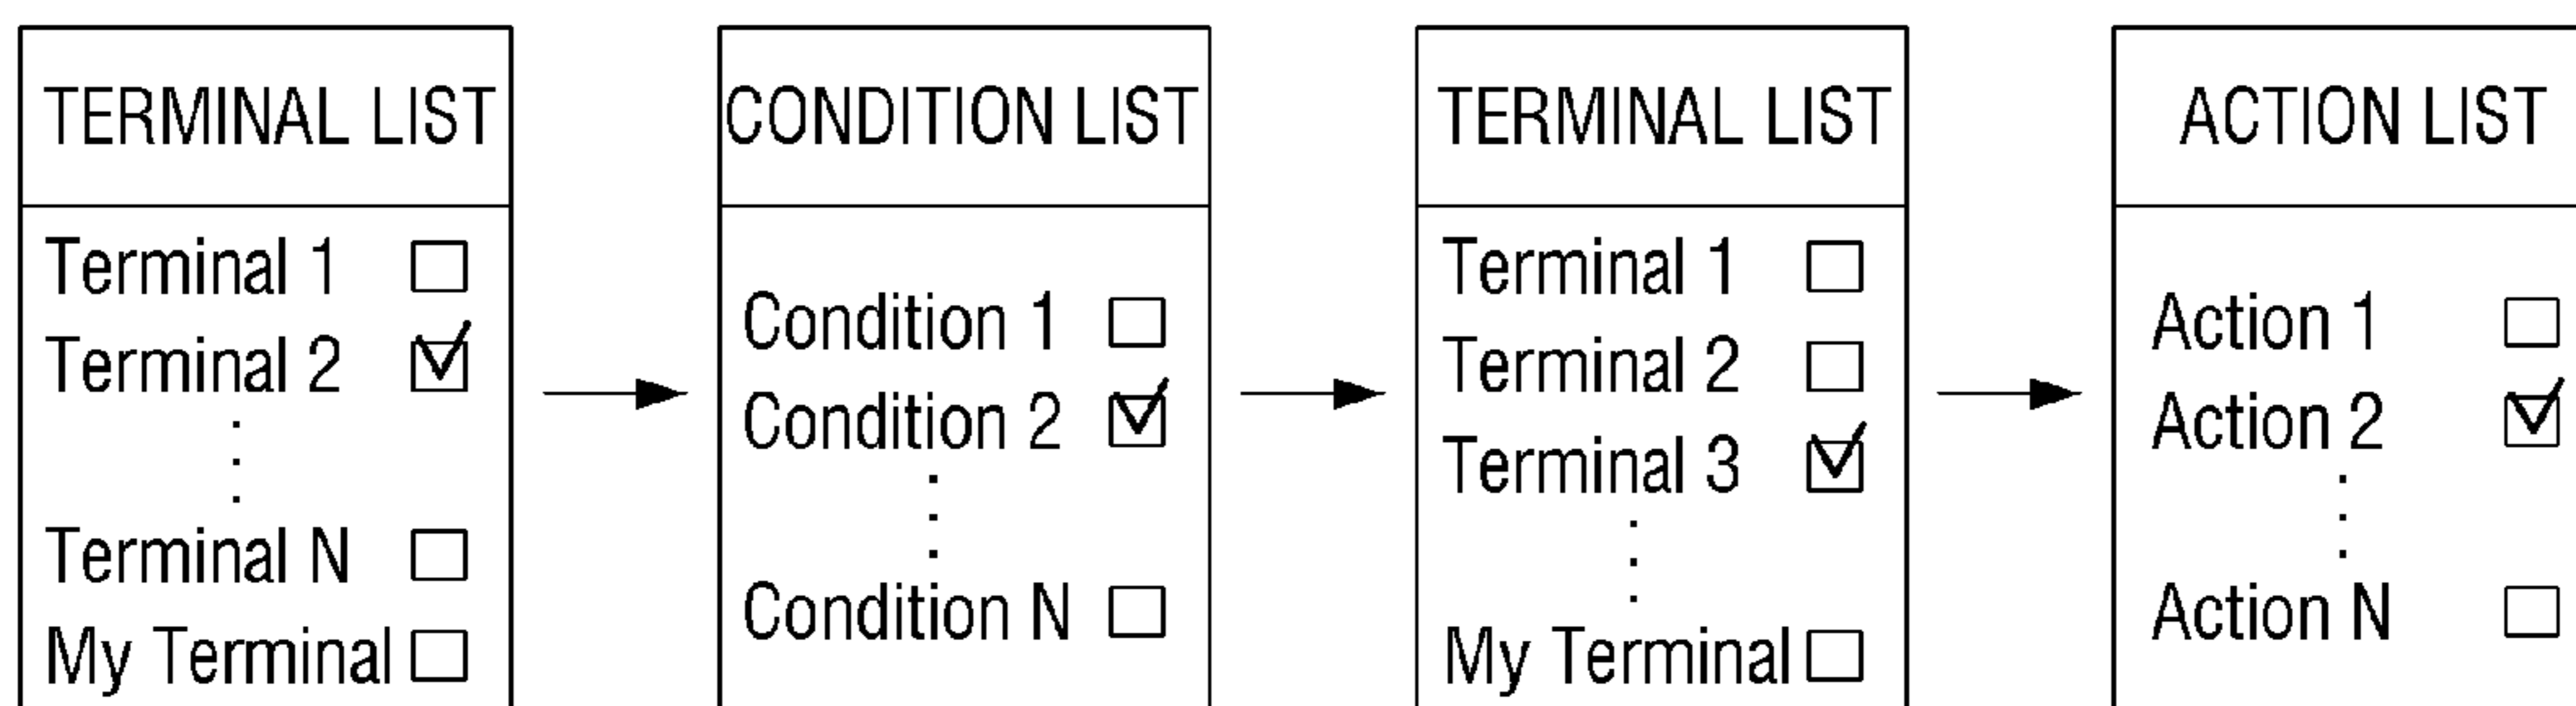 TERMINAL LIST
Terminal 1
Terminal 2
Terminal N
My Terminal
CONDITION LIST
Condition 1
Condition 2
Condition N
TERMINAL LIST
Terminal 1
Terminal 2
Terminal 3
My Terminal
ACTION LIST
Action 1
Action 2
Action N